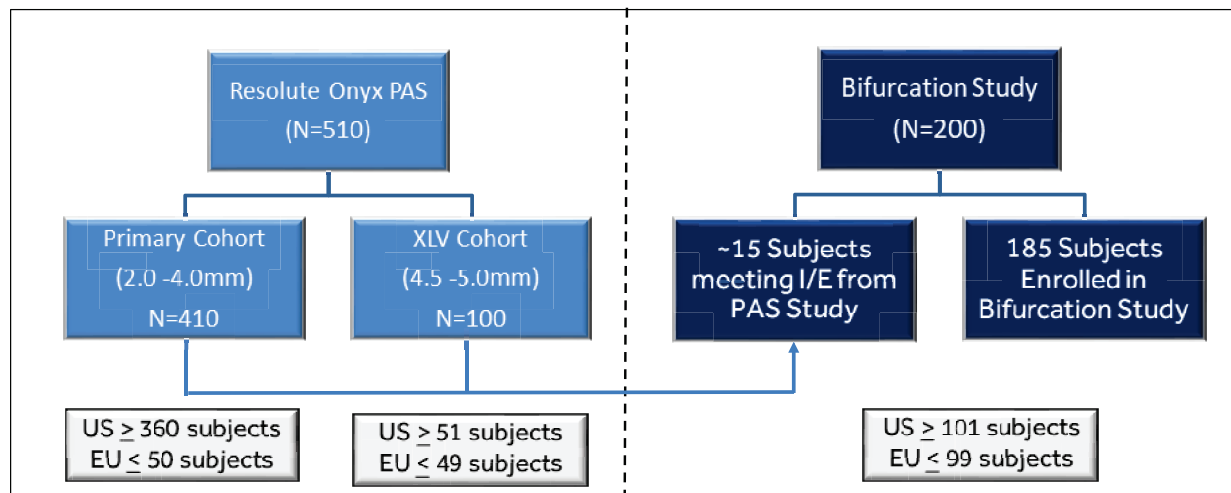 Resolute Onyx PAS
(N=510)
Bifurcation Study
(N=200)
Primary Cohort
(2.0 -4.0mm)
N=410
XLV Cohort
(4.5 -5.0mm)
N=100
~15 Subjects
meeting I/E from
PAS Study
185 Subjects
Enrolled in
Bifurcation Study
US ≥ 360 subjects
EU ≤ 50 subjects
US ≥ 51 subjects
EU ≤ 49 subjects
US ≥ 101 subjects
EU ≤ 99 subjects